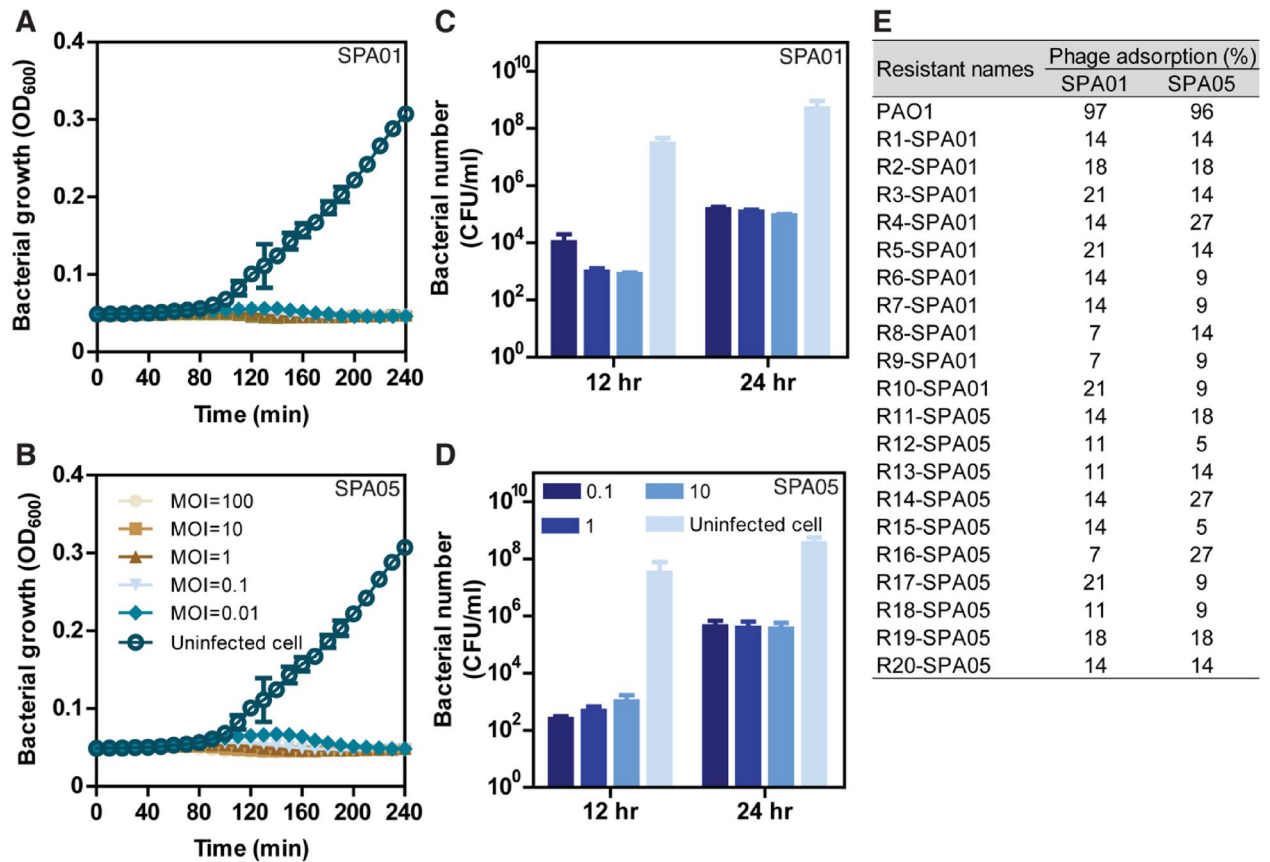 A
SPA01
Bacterial growth (OD600)
0.4
0.3
0.2
0.1
0
0 40 80 120 160 200 240
Time (min)
B
SPA05
Bacterial growth (OD600)
0.4
0.3
0.2
0.1
0
MOI=100
MOI=10
MOI=1
MOI=0.1
MOI=0.01
Uninfected cell
0 40 80 120 160 200 240
Time (min)
C
SPA01
Bacterial number
(CFU/ml)
10^10
10^8
10^6
10^4
10^2
10^0
12 hr 24 hr
D
SPA05
Bacterial number
(CFU/ml)
10^10
10^8
10^6
10^4
10^2
10^0
0.1 10
1 Uninfected cell
12 hr 24 hr
E
Resistant names Phage adsorption (%)
SPA01 SPA05
PAO1 97 96
R1-SPA01 14 14
R2-SPA01 18 18
R3-SPA01 21 14
R4-SPA01 14 27
R5-SPA01 21 14
R6-SPA01 14 9
R7-SPA01 14 9
R8-SPA01 7 14
R9-SPA01 7 9
R10-SPA01 21 9
R11-SPA05 14 18
R12-SPA05 11 5
R13-SPA05 11 14
R14-SPA05 14 27
R15-SPA05 14 5
R16-SPA05 7 27
R17-SPA05 21 9
R18-SPA05 11 9
R19-SPA05 18 18
R20-SPA05 14 14